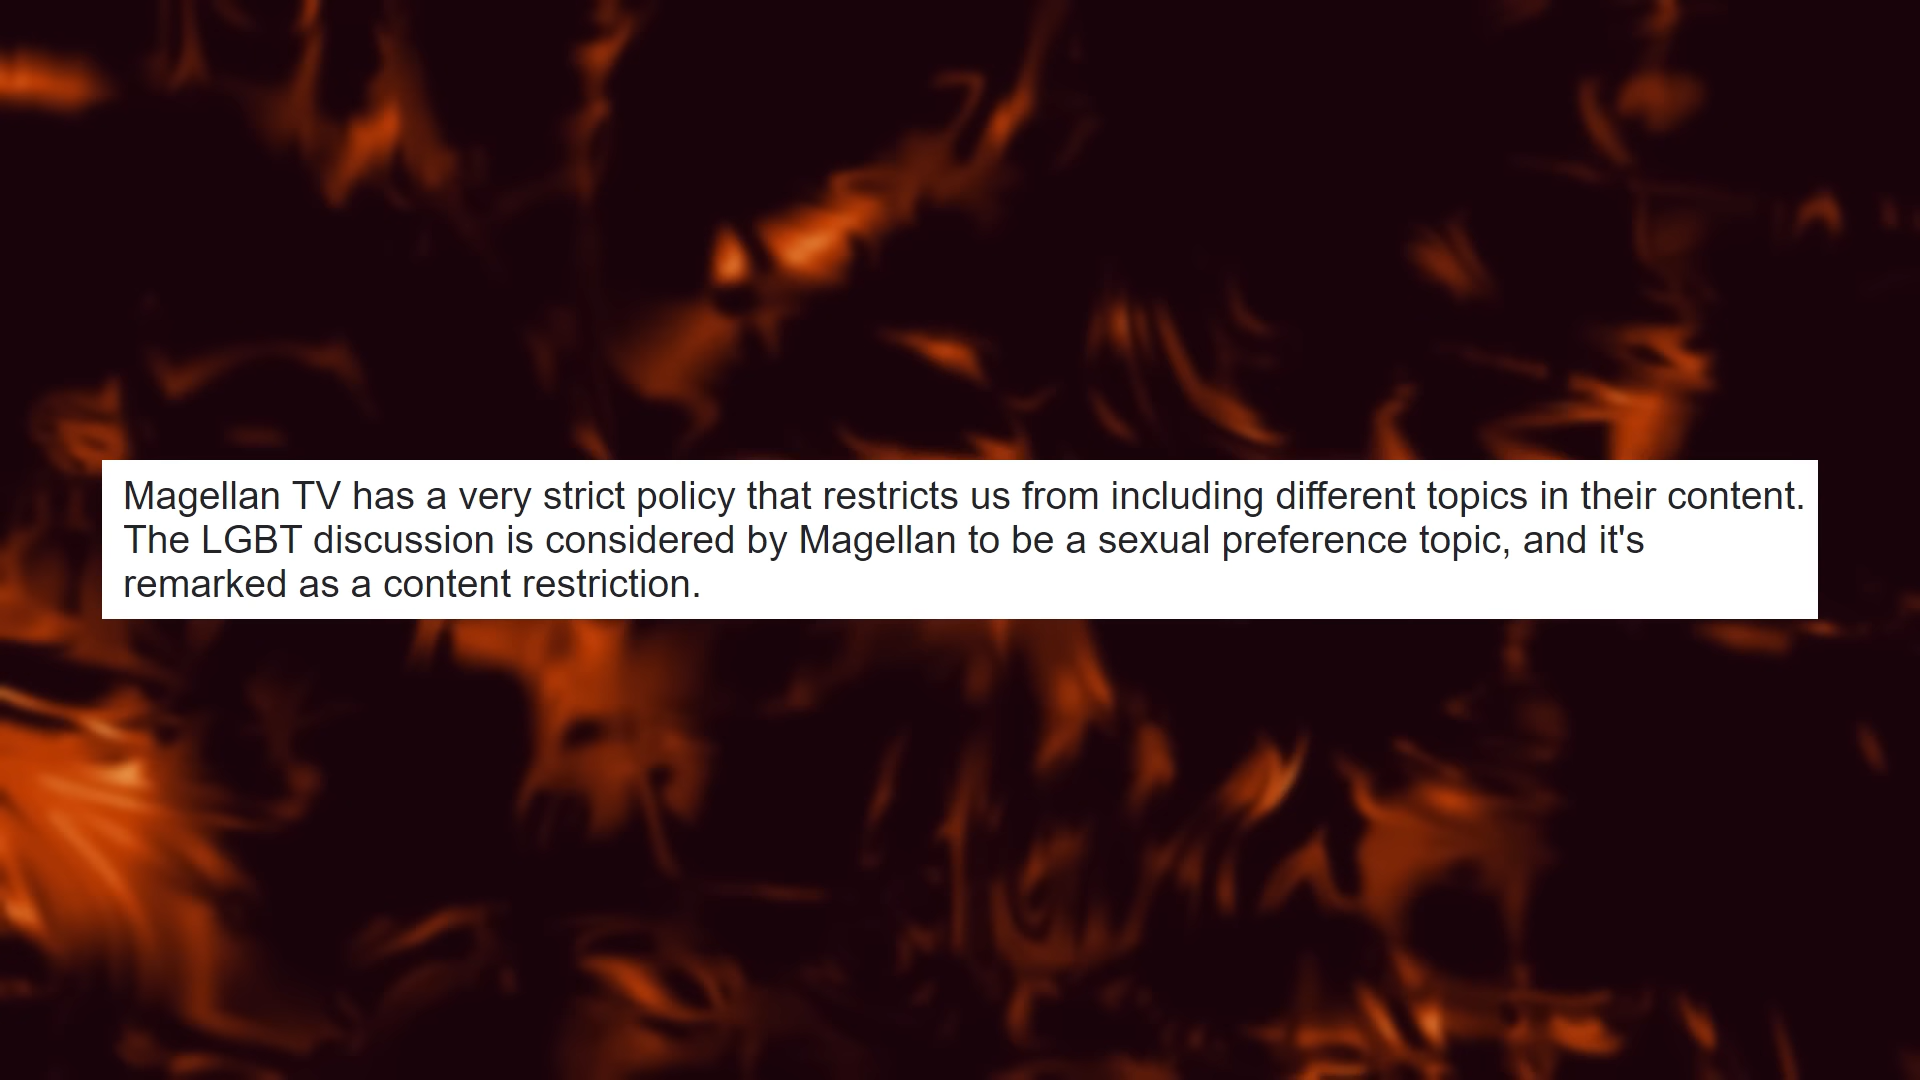 Magellan TV has a very strict policy that restricts us from including different topics in their content.
The LGBT discussion is considered by Magellan to be a sexual preference topic, and it's
remarked as a content restriction.